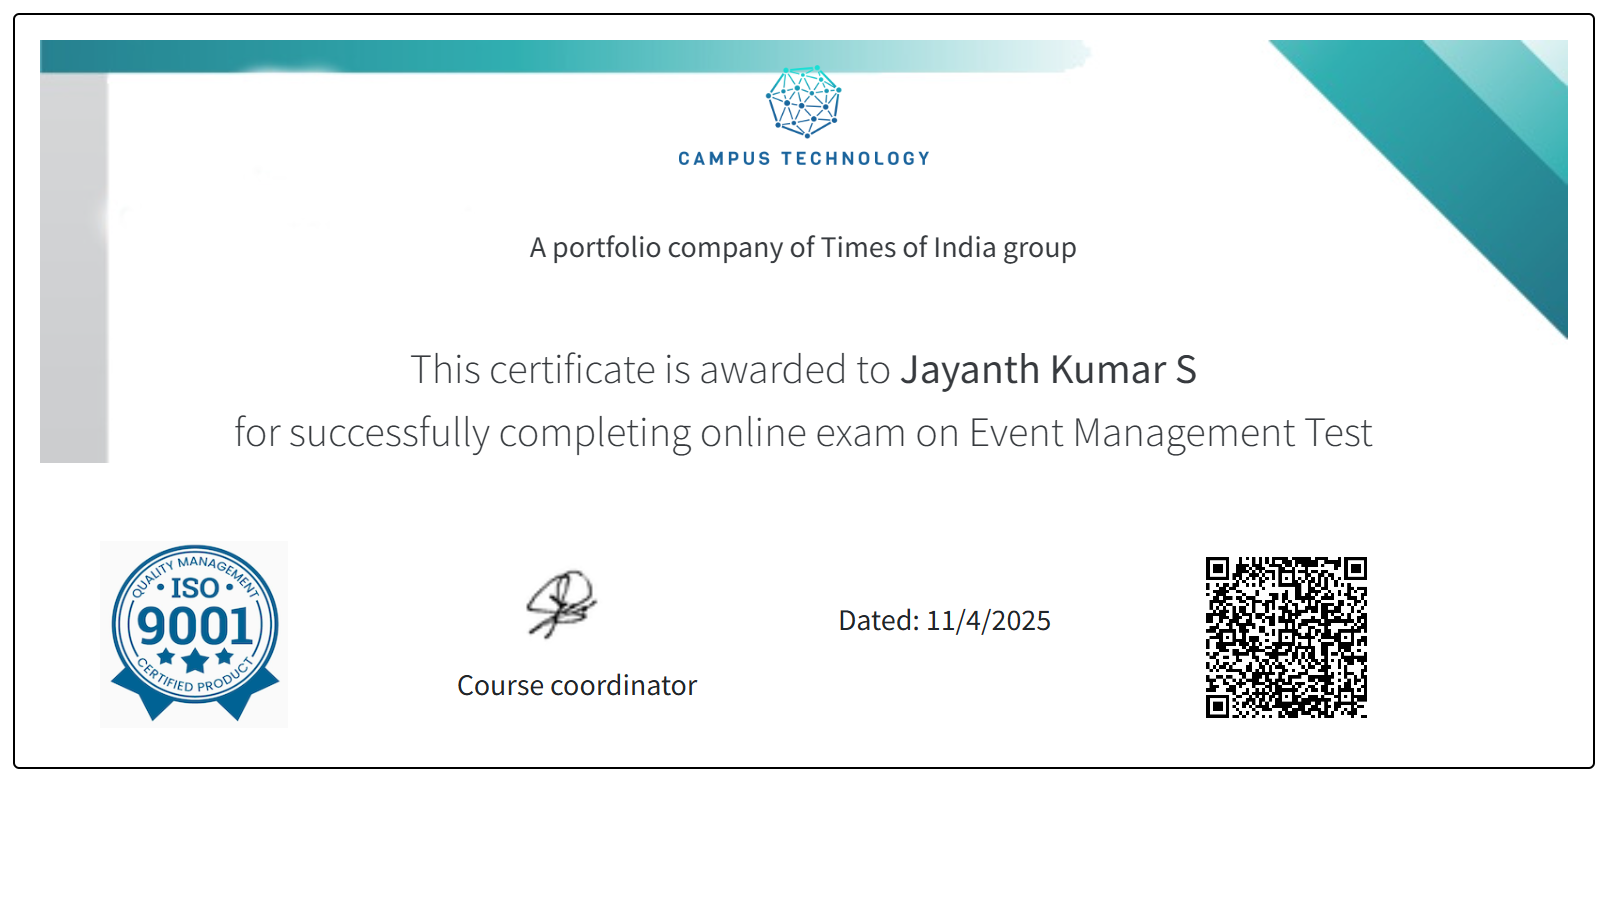 CAMPUS TECHNOLOGY
A portfolio company of Times of India group
This certificate is awarded to Jayanth Kumar S
for successfully completing online exam on Event Management Test
QUALITY MANAGEMENT
• ISO •
9001
CERTIFIED PRODUCT
Course coordinator
Dated: 11/4/2025